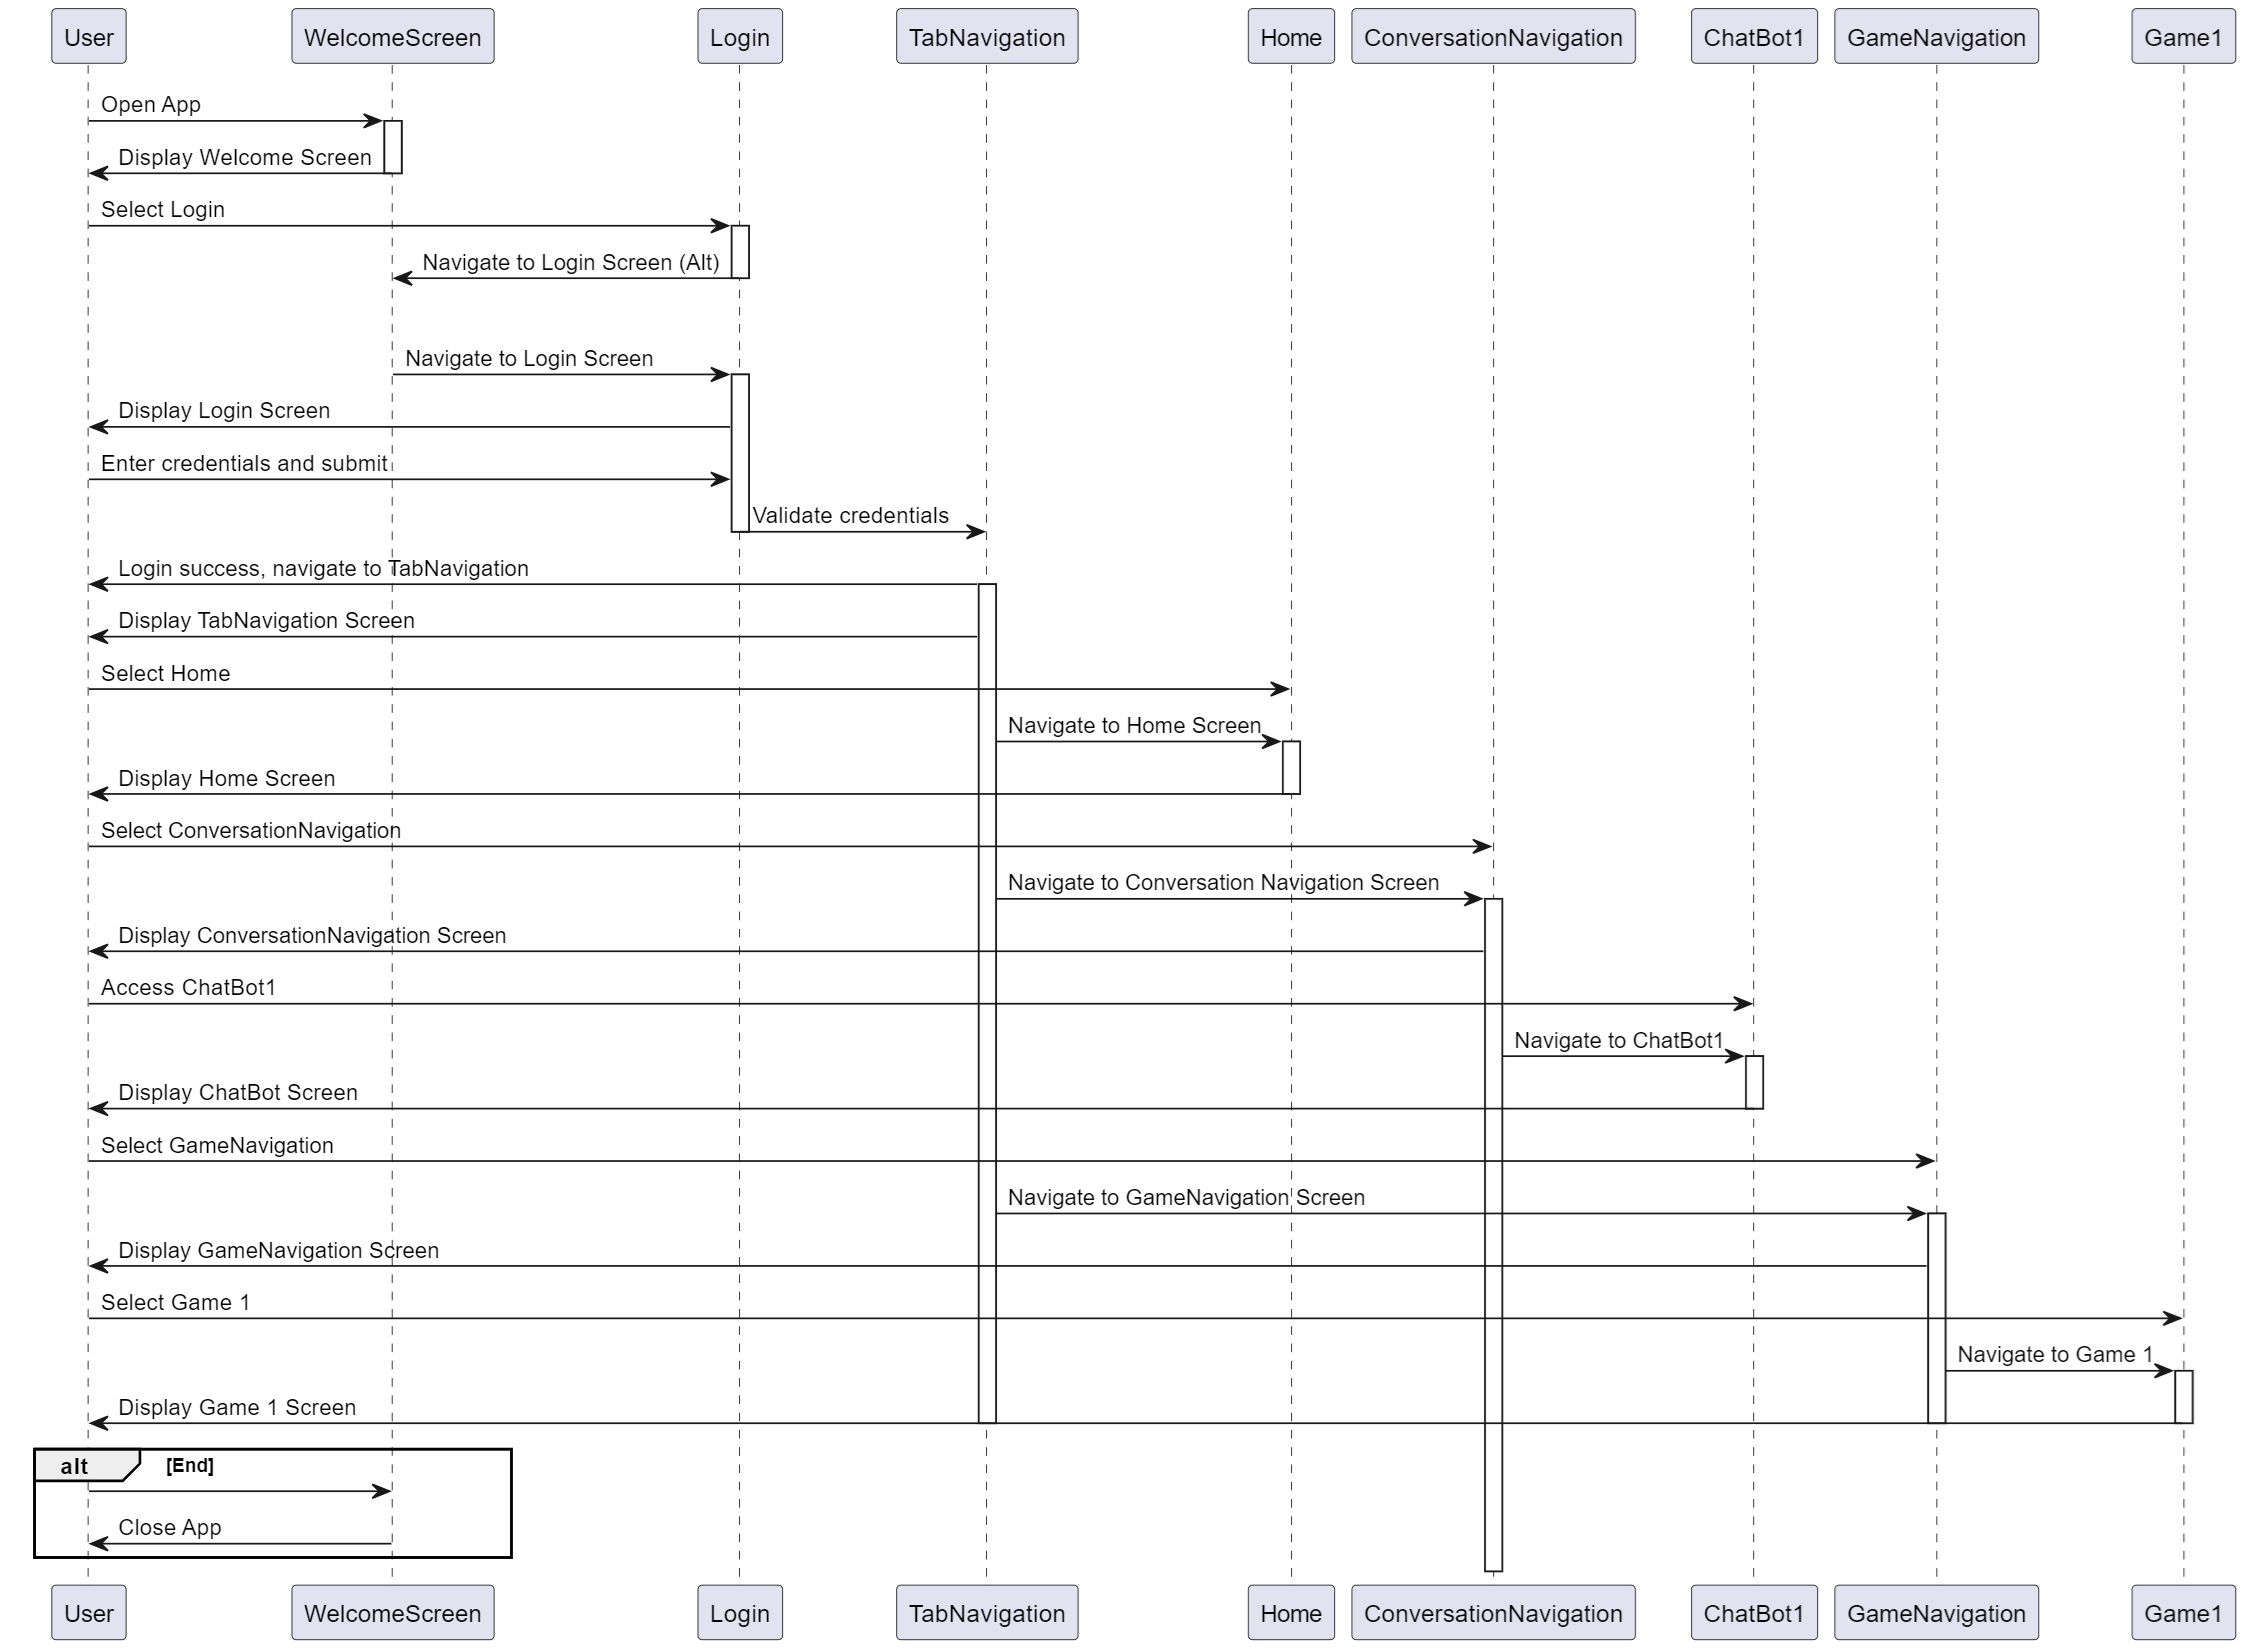 User WelcomeScreen Login TabNavigation Home ConversationNavigation ChatBot1 GameNavigation Game1
Open App
Display Welcome Screen
Select Login
Navigate to Login Screen (Alt)
Navigate to Login Screen
Display Login Screen
Enter credentials and submit
Validate credentials
Login success, navigate to TabNavigation
Display TabNavigation Screen
Select Home
Navigate to Home Screen
Display Home Screen
Select ConversationNavigation
Navigate to Conversation Navigation Screen
Display ConversationNavigation Screen
Access ChatBot1
Navigate to ChatBot1
Display ChatBot Screen
Select GameNavigation
Navigate to GameNavigation Screen
Display GameNavigation Screen
Select Game 1
Navigate to Game 1
Display Game 1 Screen
alt [End]
Close App
User WelcomeScreen Login TabNavigation Home ConversationNavigation ChatBot1 GameNavigation Game1